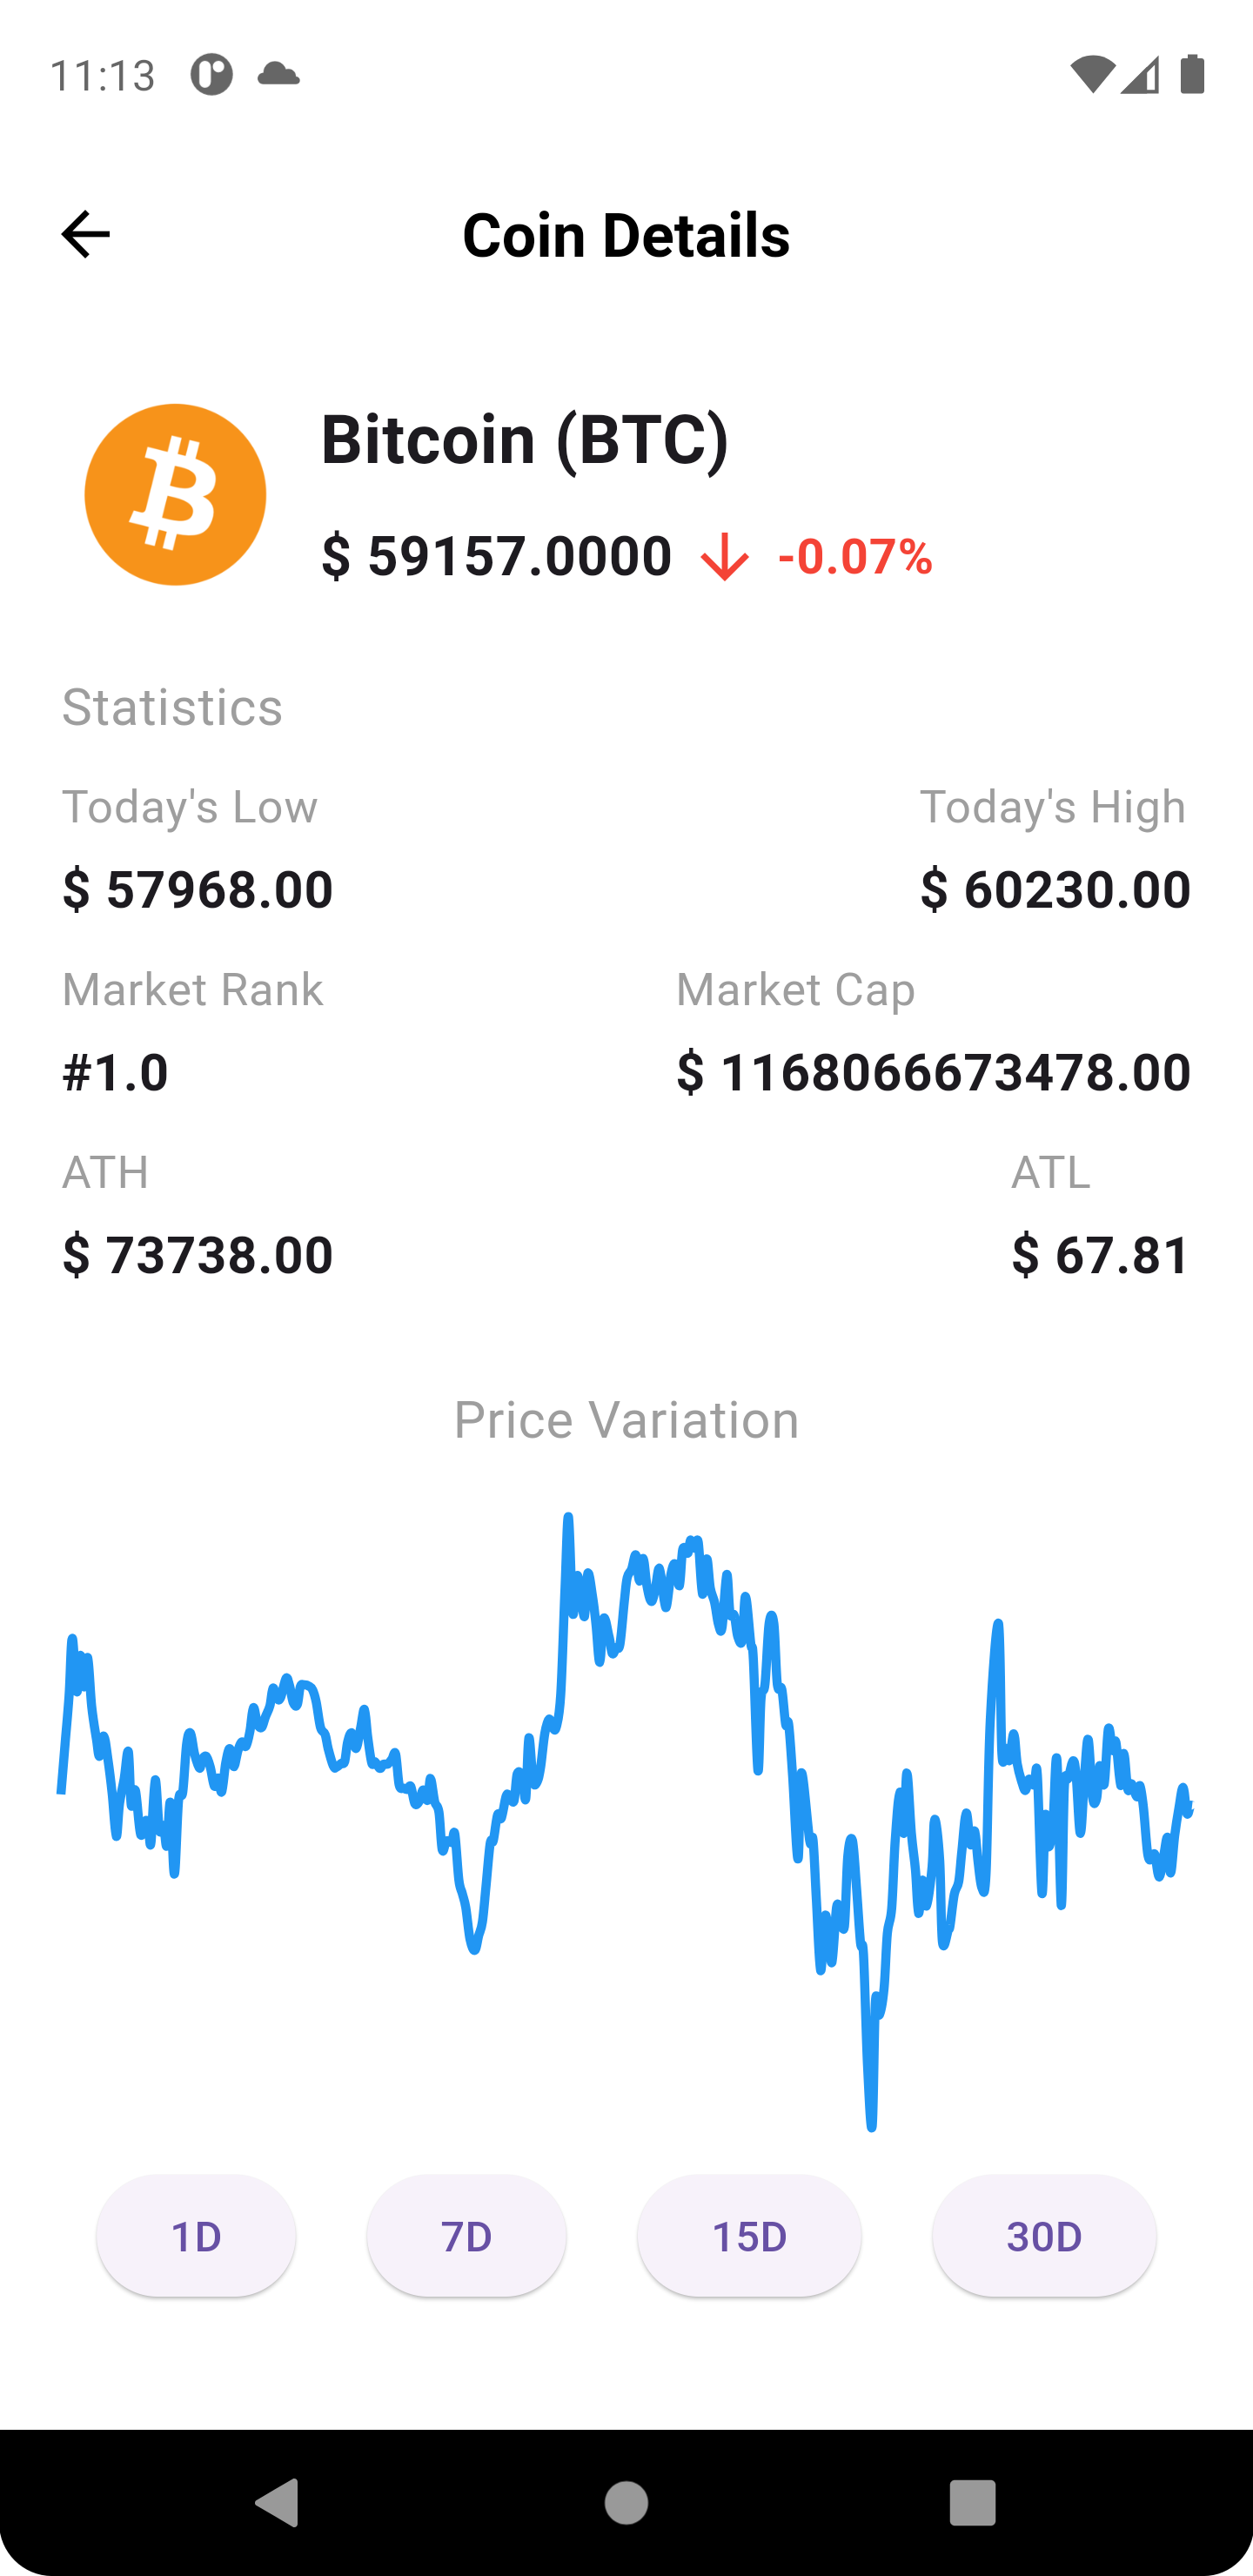 11:13
Coin Details
Bitcoin (BTC)
$ 59157.0000 -0.07%
Statistics
Today's Low Today's High
$ 57968.00 $ 60230.00
Market Rank Market Cap
#1.0 $ 1168066673478.00
ATH ATL
$ 73738.00 $ 67.81
Price Variation
1D 7D 15D 30D